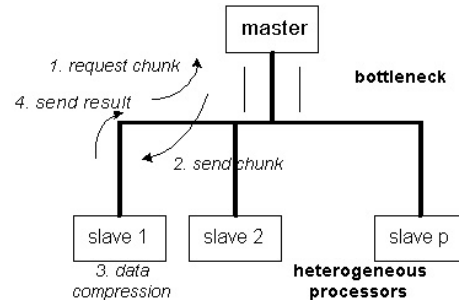 master
1. request chunk
bottleneck
4. send result
2. send chunk
slave 1
slave 2
slave p
3. data
compression
heterogeneous
processors